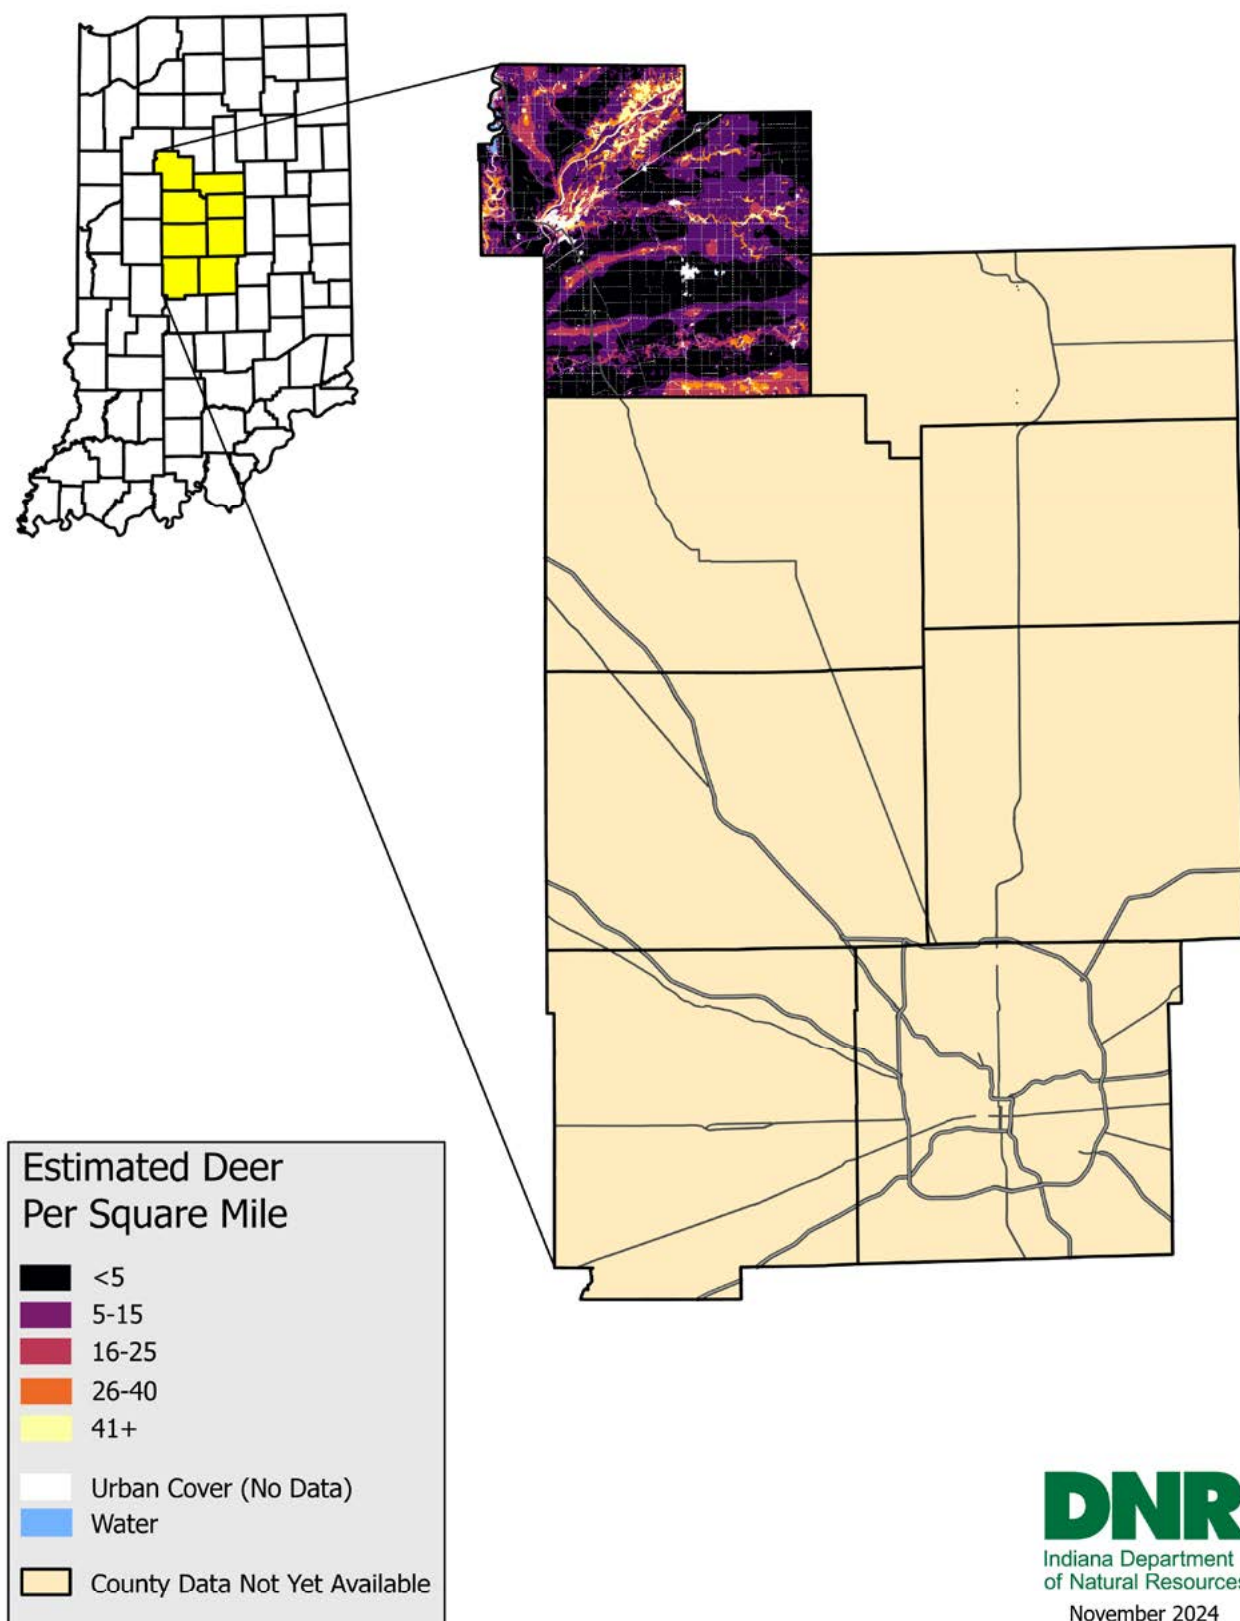 Estimated Deer
Per Square Mile
<5
5-15
16-25
26-40
41+
Urban Cover (No Data)
Water
County Data Not Yet Available
DNR
Indiana Department
of Natural Resources
November 2024